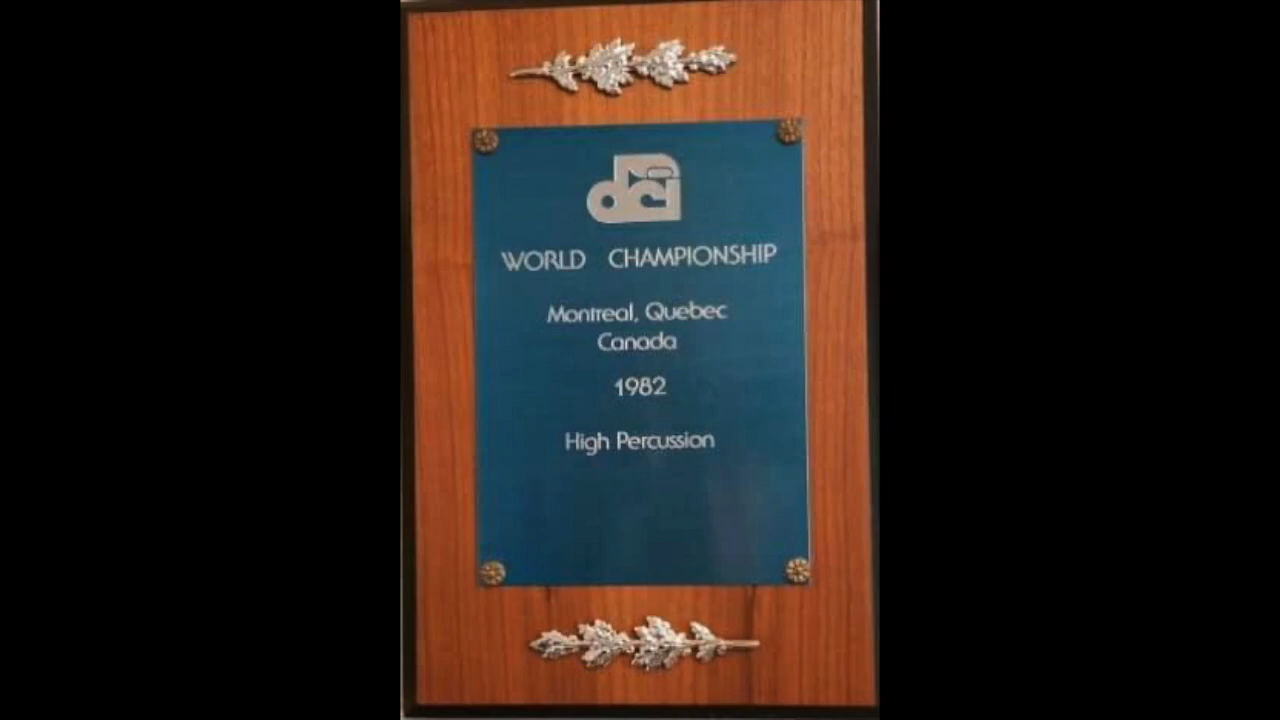 dci
WORLD CHAMPIONSHIP
Montreal, Quebec
Canada
1982
High Percussion